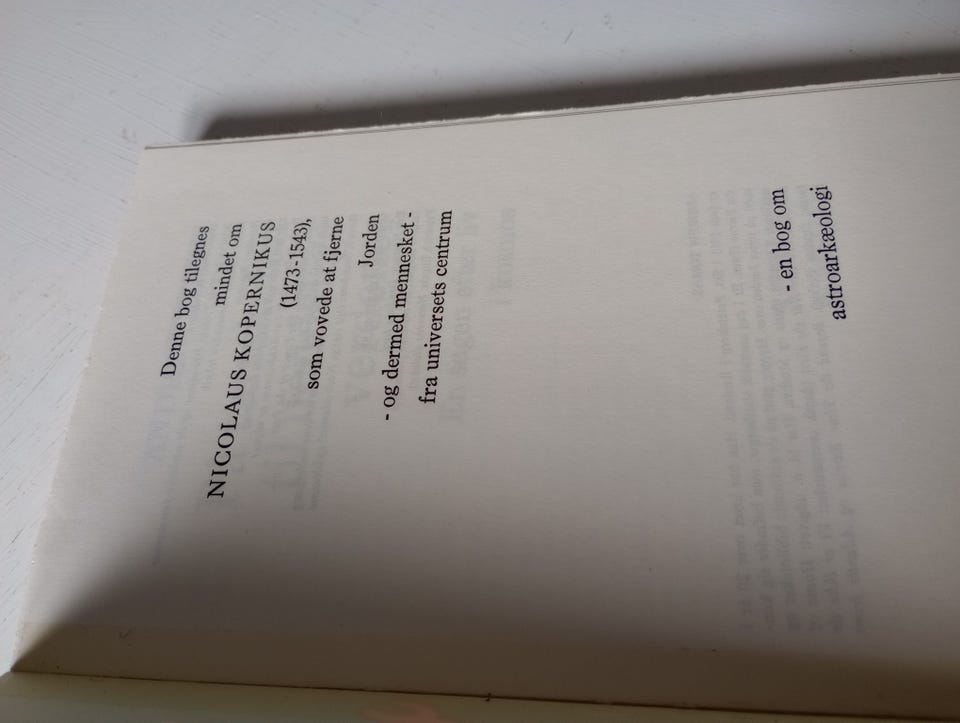 Denne bog tilegnes
mindet om
NICOLAUS KOPERNIKUS
(1473-1543),
som vovede at fjerne
Jorden
- og dermed mennesket -
fra universets centrum
- en bog om
astroarkæologi